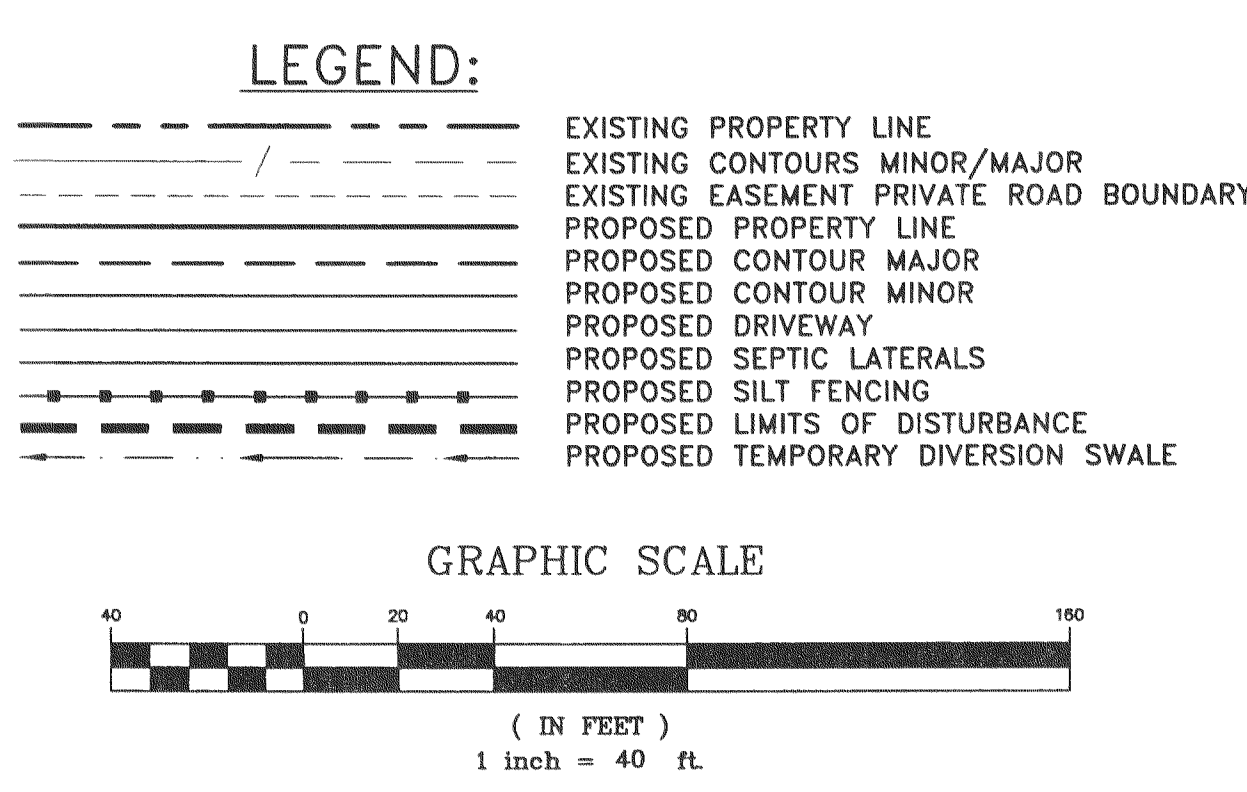 LEGEND:
EXISTING PROPERTY LINE
EXISTING CONTOURS MINOR/MAJOR
EXISTING EASEMENT PRIVATE ROAD BOUNDARY
PROPOSED PROPERTY LINE
PROPOSED CONTOUR MAJOR
PROPOSED CONTOUR MINOR
PROPOSED DRIVEWAY
PROPOSED SEPTIC LATERALS
PROPOSED SILT FENCING
PROPOSED LIMITS OF DISTURBANCE
PROPOSED TEMPORARY DIVERSION SWALE
GRAPHIC SCALE
40 0 20 40 80 160
( IN FEET )
1 inch = 40 ft.